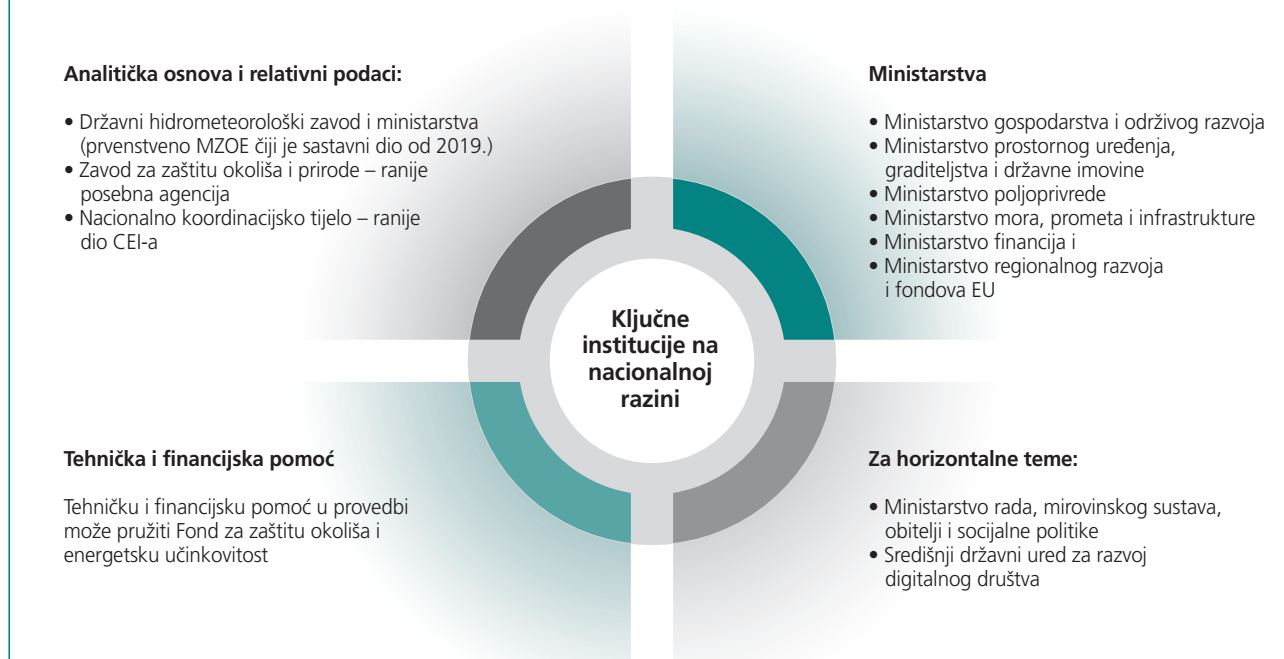 Analitička osnova i relativni podaci:
• Državni hidrometeorološki zavod i ministarstva
(prvenstveno MZOE čiji je sastavni dio od 2019.)
• Zavod za zaštitu okoliša i prirode – ranije
posebna agencija
• Nacionalno koordinacijsko tijelo – ranije
dio CEI-a
Ministarstva
• Ministarstvo gospodarstva i održivog razvoja
• Ministarstvo prostornog uređenja,
graditeljstva i državne imovine
• Ministarstvo poljoprivrede
• Ministarstvo mora, prometa i infrastrukture
• Ministarstvo financija i
• Ministarstvo regionalnog razvoja
i fondova EU
Ključne
institucije na
nacionalnoj
razini
Tehnička i financijska pomoć
Tehničku i financijsku pomoć u provedbi
može pružiti Fond za zaštitu okoliša i
energetsku učinkovitost
Za horizontalne teme:
• Ministarstvo rada, mirovinskog sustava,
obitelji i socijalne politike
• Središnji državni ured za razvoj
digitalnog društva